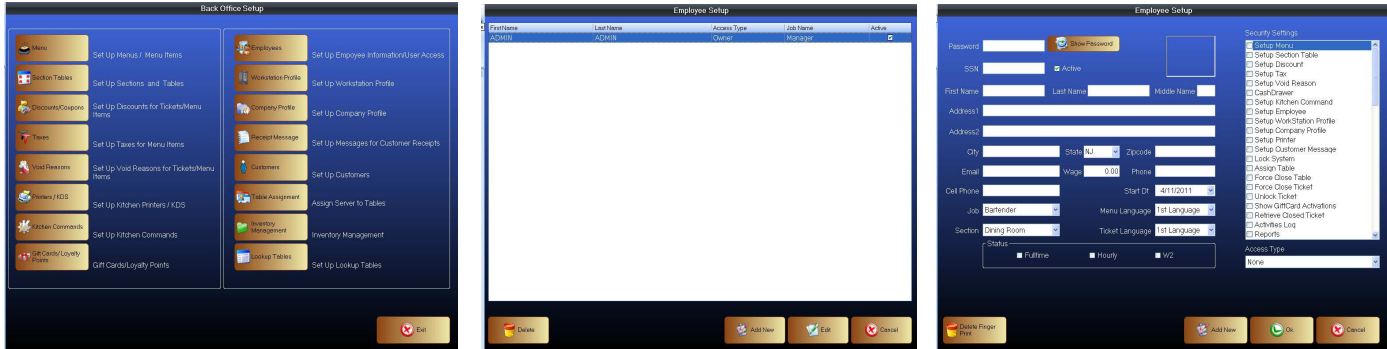 Back Office Setup
Menu
Set Up Menus / Menu Items
Section Tables
Set Up Sections and Tables
Discounts/Coupons
Set Up Discounts for Tickets/Menu
Items
Taxes
Set Up Taxes for Menu Items
Void Reasons
Set Up Void Reasons for Tickets/Menu
Items
Printers / KDS
Set Up Kitchen Printers / KDS
Kitchen Commands
Set Up Kitchen Commands
Gift Cards/Loyalty
Points
Gift Cards/Loyalty Points
Employees
Set Up Empoyee Information/User Access
Workstation Profile
Set Up Workstation Profile
Company Profile
Set Up Company Profile
Receipt Message
Set Up Messages for Customer Receipts
Customers
Set Up Customers
Table Assignment
Assign Server to Tables
Inventory
Management
Inventory Management
Lookup Tables
Set Up Lookup Tables
Exit
Employee Setup
First Name Last Name Access Type Job Name Active
ADMIN ADMIN Owner Manager
Delete Add New Edit Cancel
Employee Setup
Password Show Password
SSN Active
First Name Last Name Middle Name
Address1
Address2
City State NJ. Zipcode
Email Wage 0.00 Phone
Cell Phone Start Dt 4/11/2011
Job Bartender Menu Language 1st Language
Section Dining Room Ticket Language 1st Language
Status
Fulltime Hourly W2
Security Settings
Setup Menu
Setup Section Table
Setup Discount
Setup Tax
Setup Void Reason
CashDrawer
Setup Kitchen Command
Setup Employee
Setup WorkStation Profile
Setup Company Profile
Setup Printer
Setup Customer Message
Lock System
Assign Table
Force Close Table
Force Close Ticket
Unlock Ticket
Show GiftCard Activations
Retrieve Closed Ticket
Activities Log
Reports
Access Type
None
Delete Finger
Print
Add New Ok Cancel